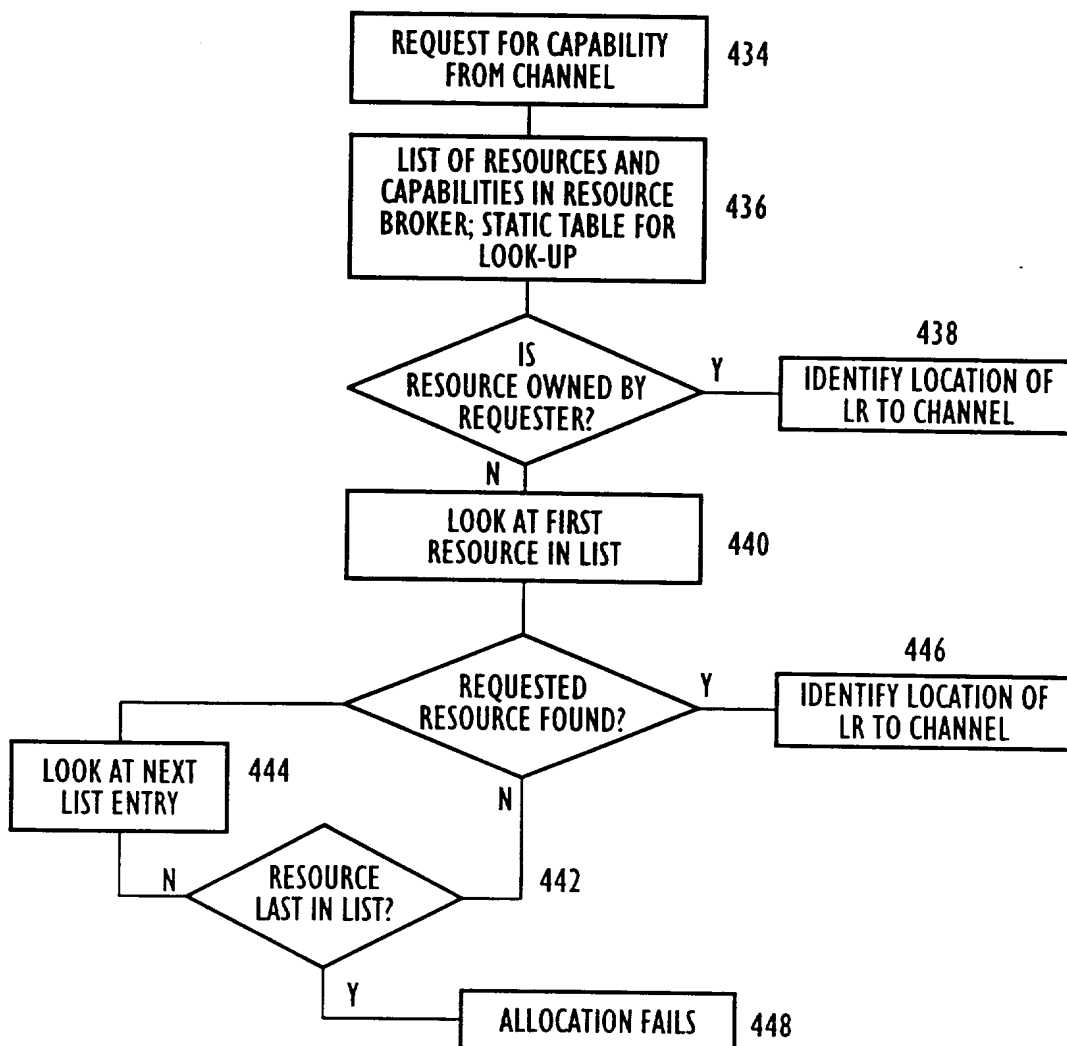 REQUEST FOR CAPABILITY
FROM CHANNEL
434
LIST OF RESOURCES AND
CAPABILITIES IN RESOURCE
BROKER; STATIC TABLE FOR
LOOK-UP
436
IS
RESOURCE OWNED BY
REQUESTER?
Y
438
IDENTIFY LOCATION OF
LR TO CHANNEL
N
LOOK AT FIRST
RESOURCE IN LIST
440
REQUESTED
RESOURCE FOUND?
Y
446
IDENTIFY LOCATION OF
LR TO CHANNEL
LOOK AT NEXT
LIST ENTRY
444
N
N
RESOURCE
LAST IN LIST?
442
Y
ALLOCATION FAILS
448